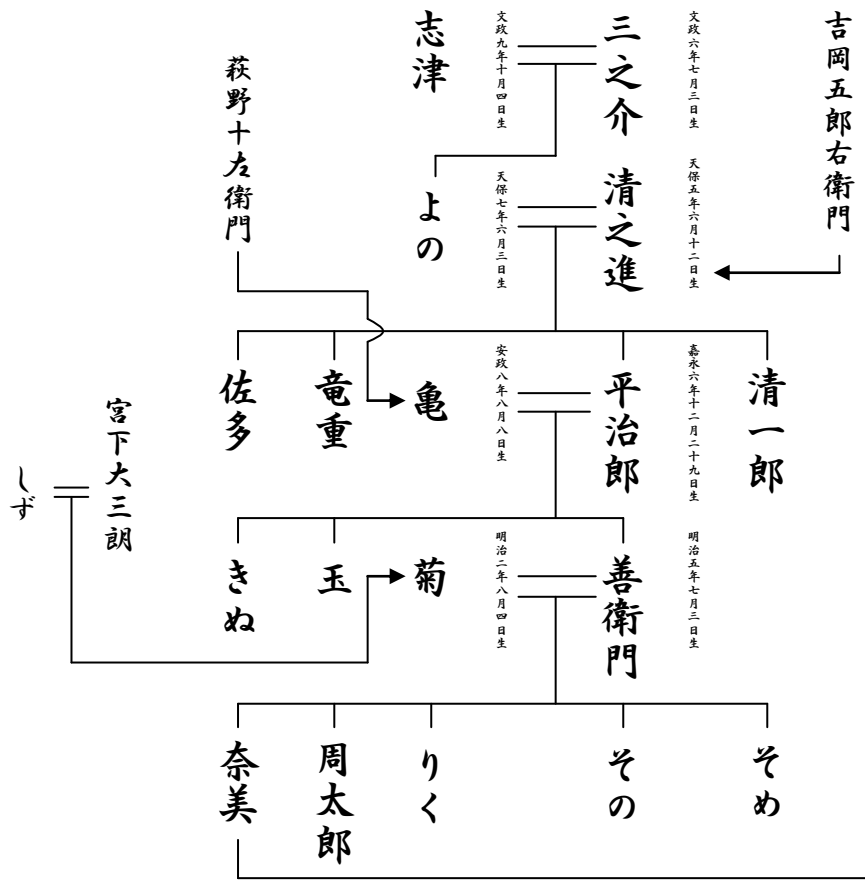 吉岡五郎右衛門
文政六年七月三日生
三之介
文政九年十月四日生
志津
萩野十左衛門
天保五年六月十二日生
清之進
天保七年六月三日生
よの
清一郎
嘉永六年十二月二十九日生
平治郎
安政八年八月八日生
亀
竜重
佐多
宮下大三朗
しず
明治五年七月三日生
善衛門
明治二年八月四日生
菊
玉
きぬ
そめ
その
りく
周太郎
奈美